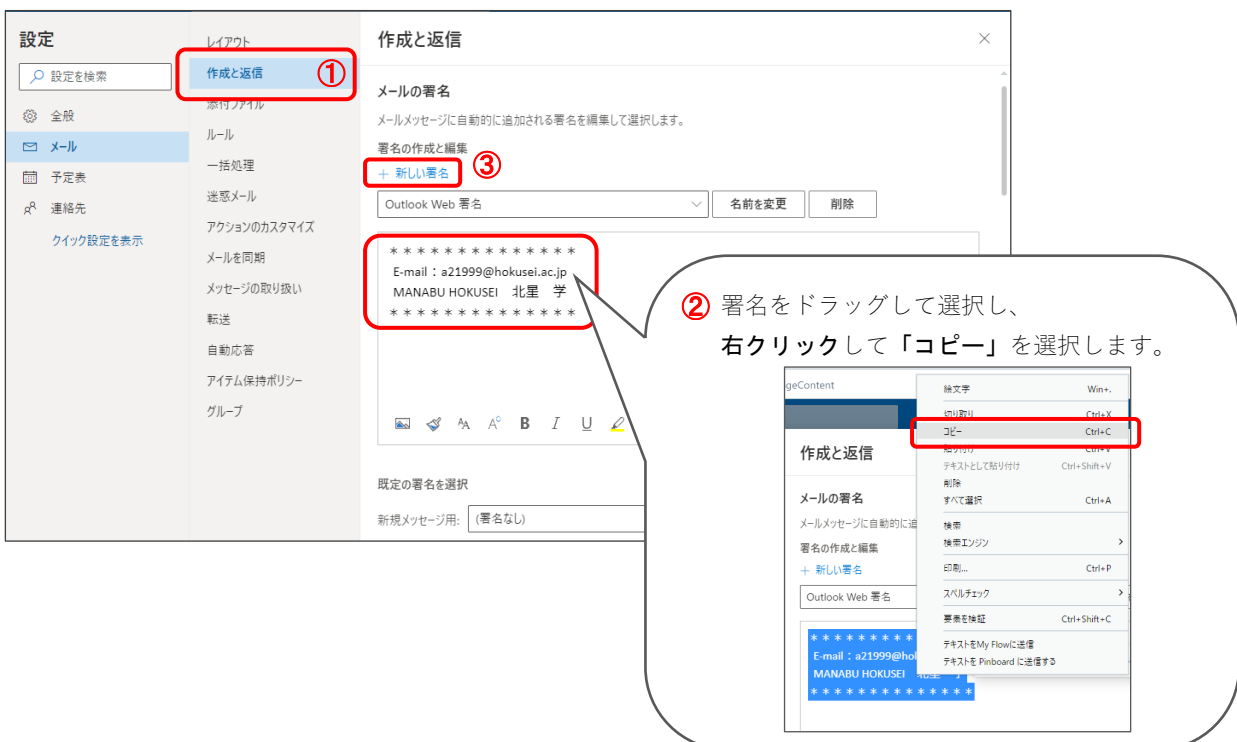 設定
設定を検索
全般
メール
予定表
連絡先
クイック設定を表示
レイアウト
作成と返信
①
添付ファイル
ルール
一括処理
迷惑メール
アクションのカスタマイズ
メールを同期
メッセージの取り扱い
転送
自動応答
アイテム保持ポリシー
グループ
作成と返信
メールの署名
メールメッセージに自動的に追加される署名を編集して選択します。
署名の作成と編集
＋ 新しい署名
③
Outlook Web 署名
名前を変更
削除
＊＊＊＊＊＊＊＊＊＊＊＊＊＊
E-mail：a21999@hokusei.ac.jp
MANABU HOKUSEI　北星　学
＊＊＊＊＊＊＊＊＊＊＊＊＊＊
B I U
既定の署名を選択
新規メッセージ用: (署名なし)
② 署名をドラッグして選択し、
右クリックして「コピー」を選択します。
geContent
作成と返信
メールの署名
メールメッセージに自動的に追
署名の作成と編集
＋ 新しい署名
Outlook Web 署名
＊＊＊＊＊＊＊＊
E-mail：a21999@hol
MANABU HOKUSEI　北星　学
＊＊＊＊＊＊＊＊＊＊＊＊＊＊
絵文字 Win+.
切り取り Ctrl+X
コピー Ctrl+C
貼り付け Ctrl+V
テキストとして貼り付け Ctrl+Shift+V
削除
すべて選択 Ctrl+A
検索
検索エンジン
印刷... Ctrl+P
スペルチェック
要素を検証 Ctrl+Shift+C
テキストをMy Flowに送信
テキストを Pinboard に送信する